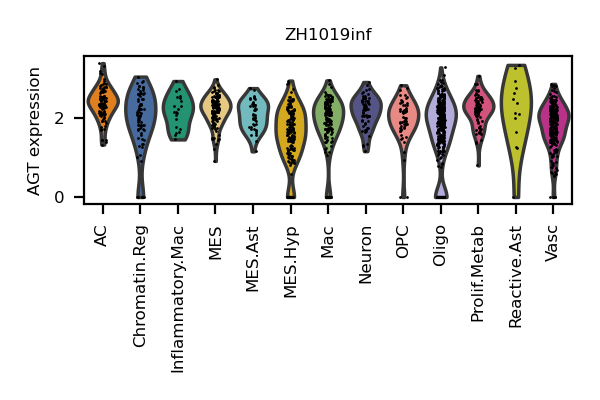 ZH1019inf
AGT expression
2
0
AC
Chromatin.Reg
Inflammatory.Mac
MES
MES.Ast
MES.Hyp
Mac
Neuron
OPC
Oligo
Prolif.Metab
Reactive.Ast
Vasc